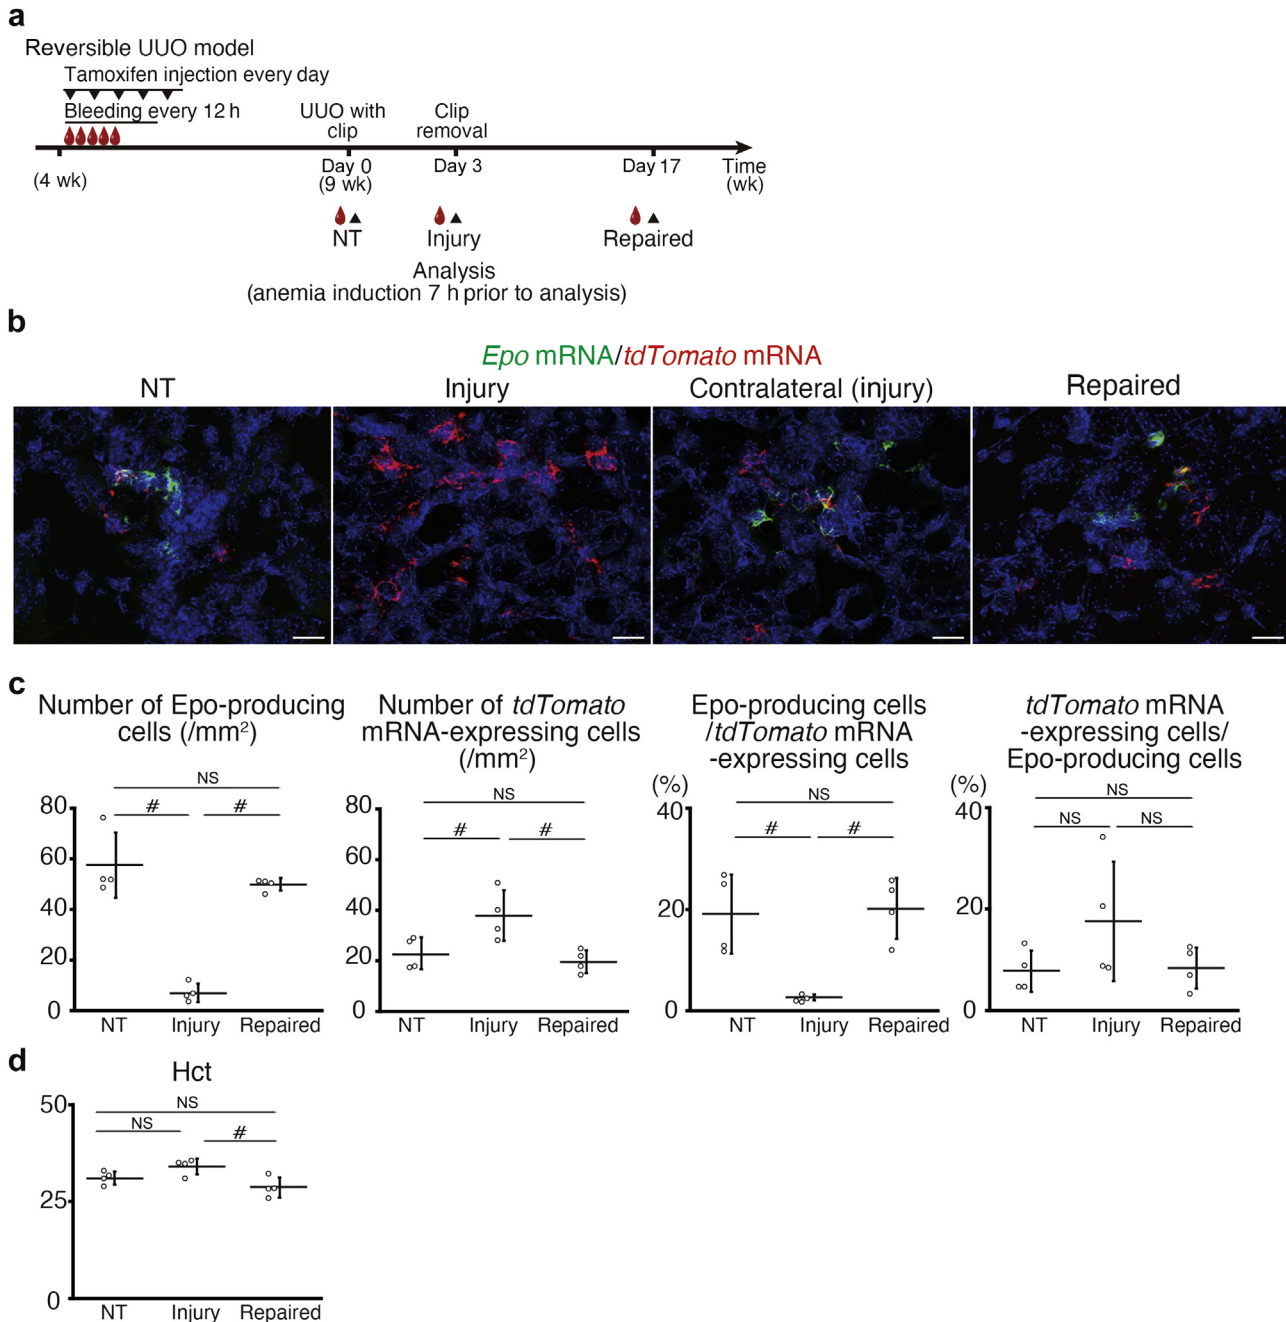 a
Reversible UUO model
Tamoxifen injection every day
Bleeding every 12 h
UUO with
clip
Clip
removal
(4 wk)
Day 0
(9 wk)
Day 3
Day 17
Time
(wk)
NT
Injury
Repaired
Analysis
(anemia induction 7 h prior to analysis)
b
Epo mRNA/tdTomato mRNA
NT
Injury
Contralateral (injury)
Repaired
c
Number of Epo-producing
cells (/mm²)
NS
#
#
80
60
40
20
0
NT
Injury
Repaired
Number of tdTomato
mRNA-expressing cells
(/mm²)
NS
#
#
80
60
40
20
0
NT
Injury
Repaired
Epo-producing cells
/tdTomato mRNA
-expressing cells
(%)
NS
#
#
40
20
0
NT
Injury
Repaired
tdTomato mRNA
-expressing cells/
Epo-producing cells
(%)
NS
NS
NS
40
20
0
NT
Injury
Repaired
d
Hct
NS
NS
#
50
25
0
NT
Injury
Repaired